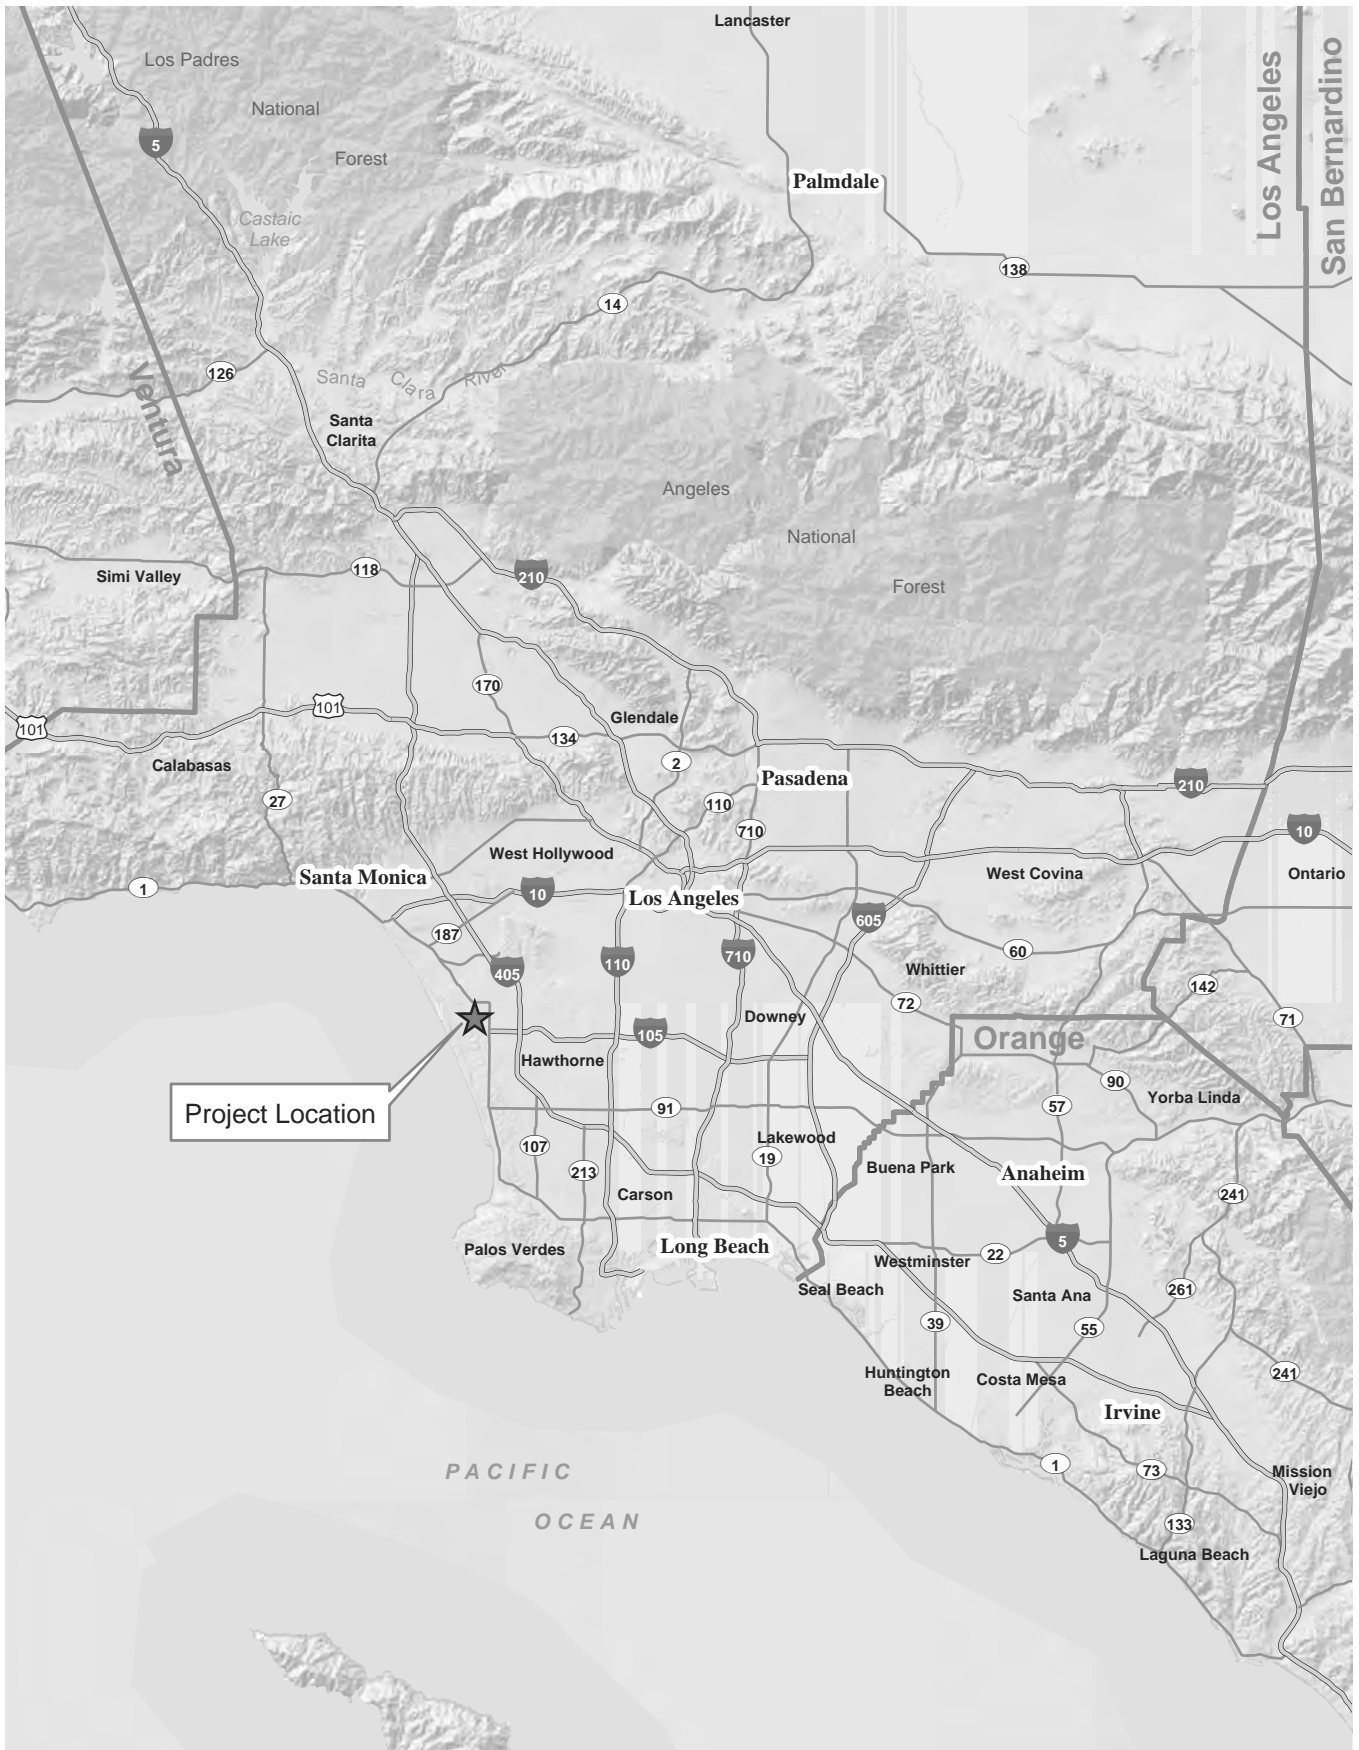 Lancaster
Los Padres
National
Forest
5
Los Angeles
San Bernardino
Palmdale
Castaic
Lake
138
14
126
Ventura
Santa Clara River
Santa
Clarita
Angeles
National
Forest
Simi Valley
118
210
170
101
101
Glendale
134
2
Calabasas
Pasadena
210
27
110
710
10
West Hollywood
Santa Monica
West Covina
Ontario
1
10
Los Angeles
605
187
60
405
110
710
Whittier
142
72
Downey
71
105
Orange
Hawthorne
90
Yorba Linda
Project Location
91
57
107
Lakewood
19
213
Buena Park
Anaheim
Carson
241
Palos Verdes
Long Beach
5
22
Westminster
Seal Beach
Santa Ana
261
39
55
Huntington
Beach
Costa Mesa
241
Irvine
1
73
Mission
Viejo
PACIFIC
OCEAN
133
Laguna Beach